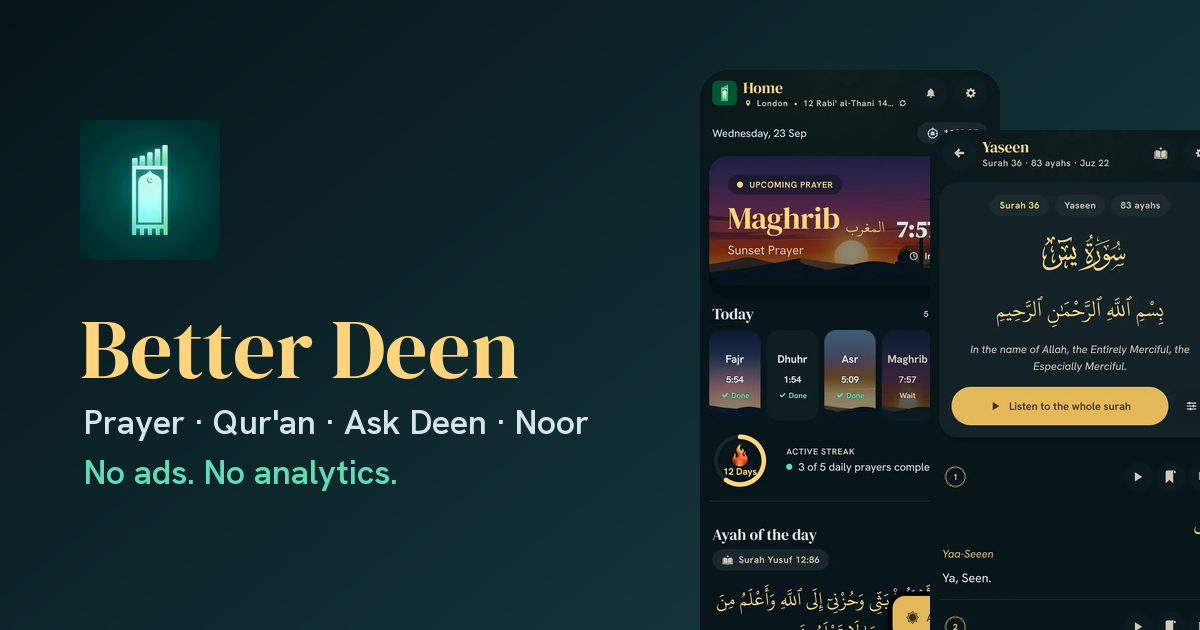 Better Deen
Prayer · Qur'an · Ask Deen · Noor
No ads. No analytics.
Home
London • 12 Rabi' al-Thani 14...
Wednesday, 23 Sep
UPCOMING PRAYER
Maghrib المغرب
7:57
Sunset Prayer
Today
5
Fajr
5:54
Done
Dhuhr
1:54
Done
Asr
5:09
Done
Maghrib
7:57
Wait
12 Days
ACTIVE STREAK
3 of 5 daily prayers comple
Ayah of the day
Surah Yusuf 12:86
بَثِّى وَحُزْنِىٓ إِلَى ٱللَّهِ وَأَعْلَمُ مِنَ
Yaseen
Surah 36 · 83 ayahs · Juz 22
Surah 36
Yaseen
83 ayahs
سُورَةُ يسٓ
بِسْمِ ٱللَّهِ ٱلرَّحْمَـٰنِ ٱلرَّحِيمِ
In the name of Allah, the Entirely Merciful, the
Especially Merciful.
Listen to the whole surah
1
Yaa-Seeen
Ya, Seen.
2